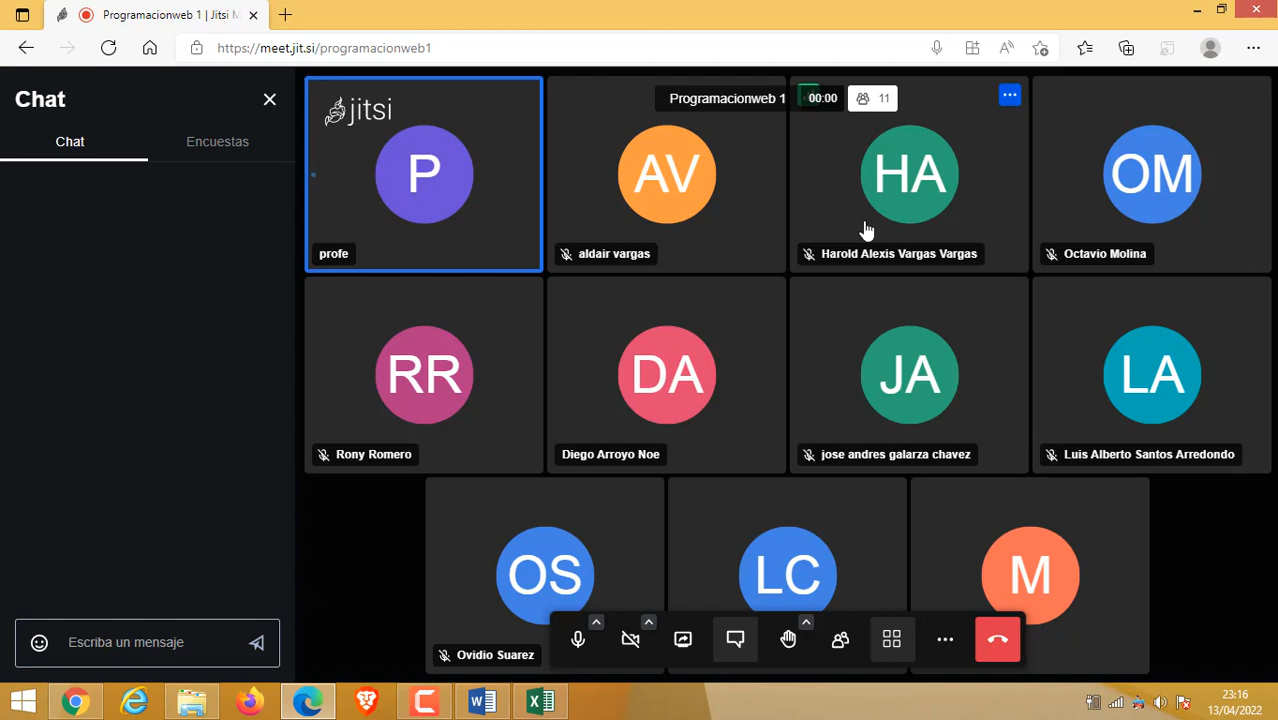 Programacionweb 1 | Jitsi M
https://meet.jit.si/programacionweb1
Chat
Chat
Encuestas
Escriba un mensaje
jitsi
Programacionweb 1
00:00
11
P
profe
AV
aldair vargas
HA
Harold Alexis Vargas Vargas
OM
Octavio Molina
RR
Rony Romero
DA
Diego Arroyo Noe
JA
jose andres galarza chavez
LA
Luis Alberto Santos Arredondo
OS
Ovidio Suarez
LC
M
23:16
13/04/2022